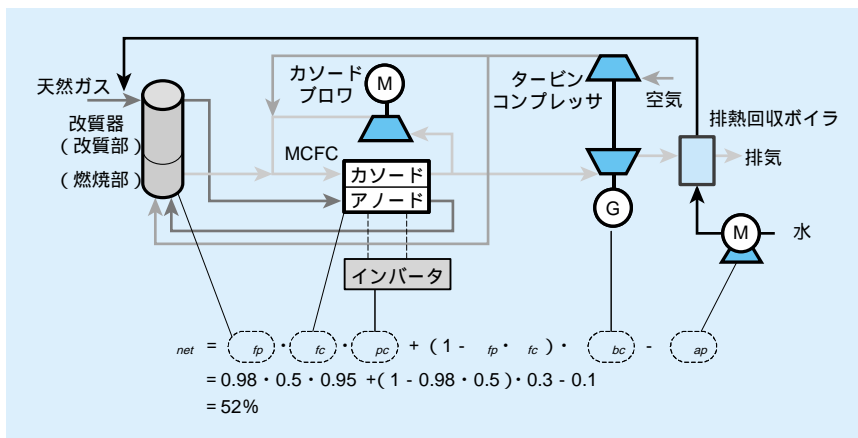 天然ガス
改質器
(改質部)
(燃焼部)
カソード
ブロワ
M
MCFC
カソード
アノード
インバータ
タービン
コンプレッサ
空気
排熱回収ボイラ
排気
G
M
水
net = fp・fc・pc + (1 - fp・fc)・bc - ap
= 0.98・0.5・0.95 +(1 - 0.98・0.5)・0.3 - 0.1
= 52%